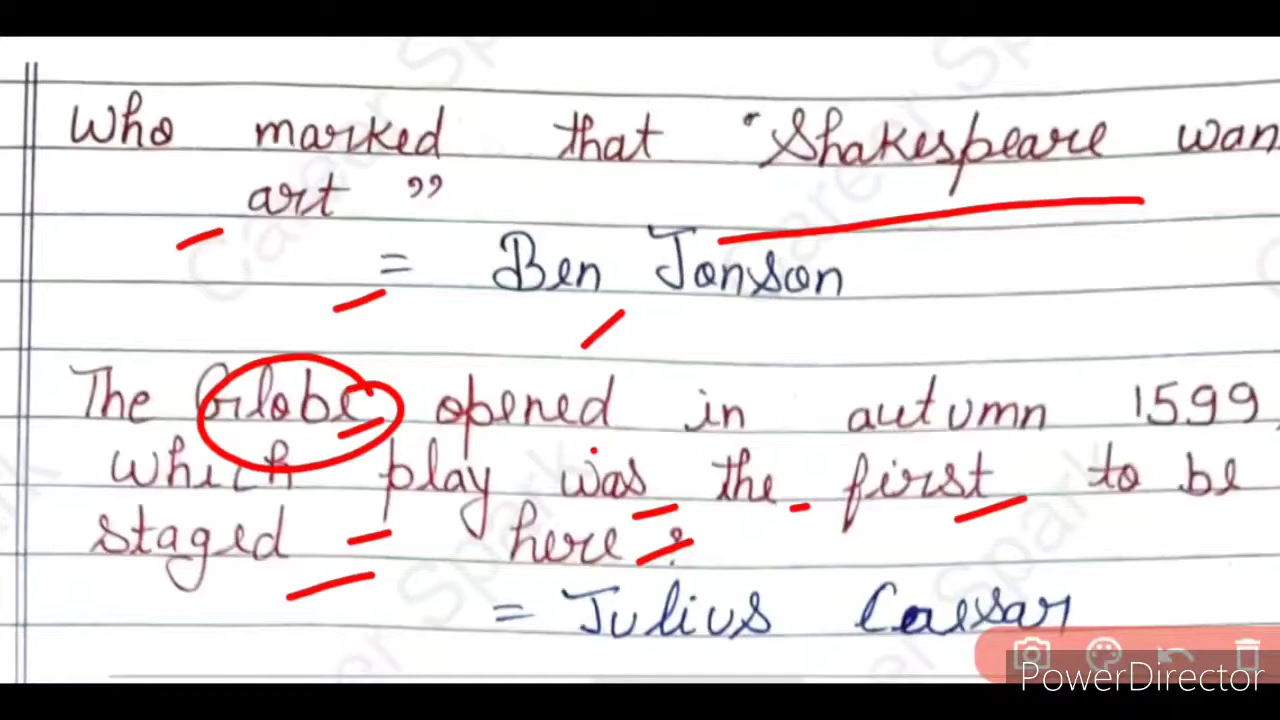 Who marked that "Shakespeare wan
art"
= Ben Jonson
The Globe opened in autumn 1599,
which play was the first to be
staged here ?
= Julius Caesar
PowerDirector